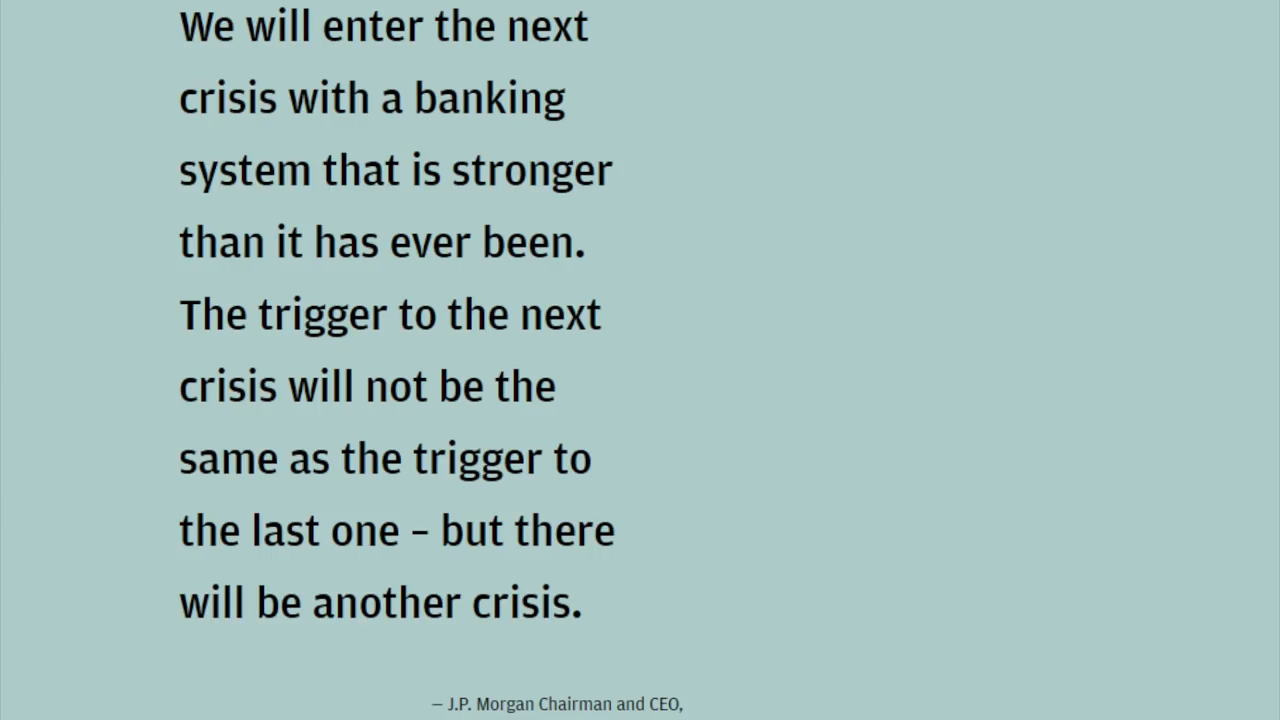 We will enter the next
crisis with a banking
system that is stronger
than it has ever been.
The trigger to the next
crisis will not be the
same as the trigger to
the last one – but there
will be another crisis.
— J.P. Morgan Chairman and CEO,